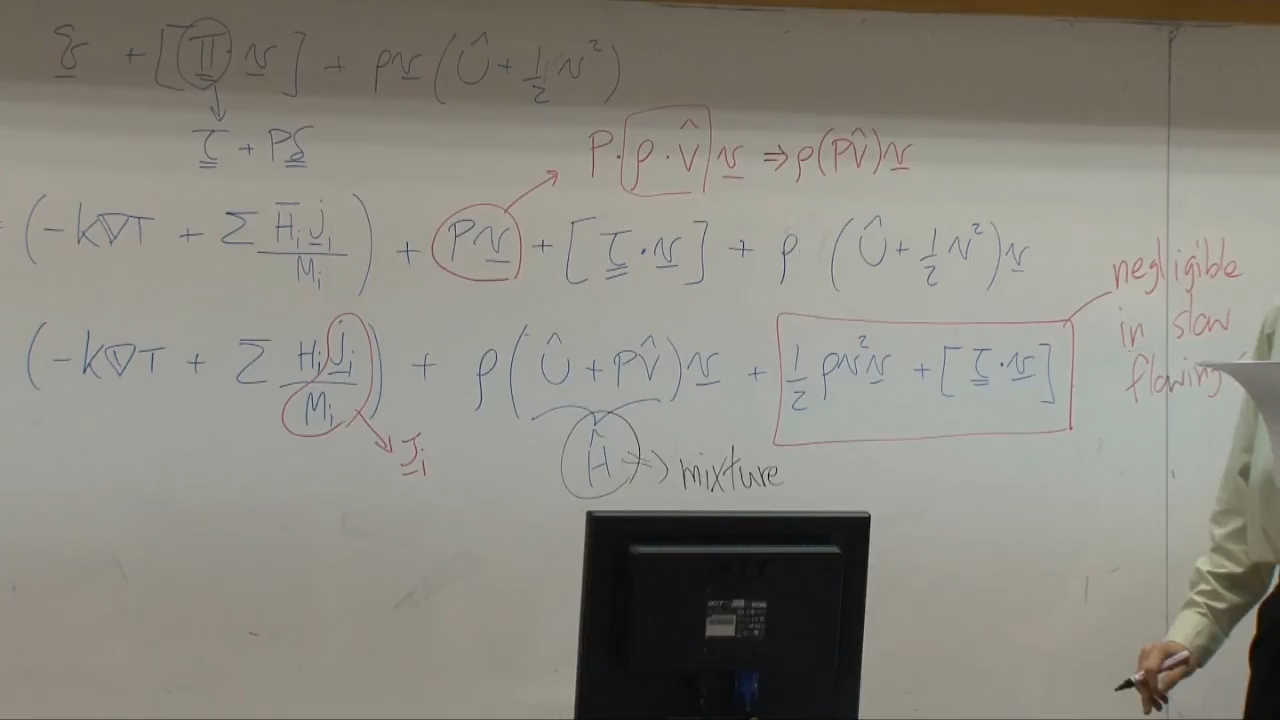 q + [π · v] + ρv(Û + ½v²)
τ + Pδ
P · ρ · V̂ v ⇒ ρ(PV̂)v
= (-k∇T + Σ H̄ᵢ jᵢ / Mᵢ) + Pv + [τ · v] + ρ (Û + ½v²)v
negligible in slow flowing
(-k∇T + Σ Hᵢ jᵢ / Mᵢ) + ρ(Û + PV̂)v + ½ρv²v + [τ · v]
Jᵢ
Ĥ => mixture
acer